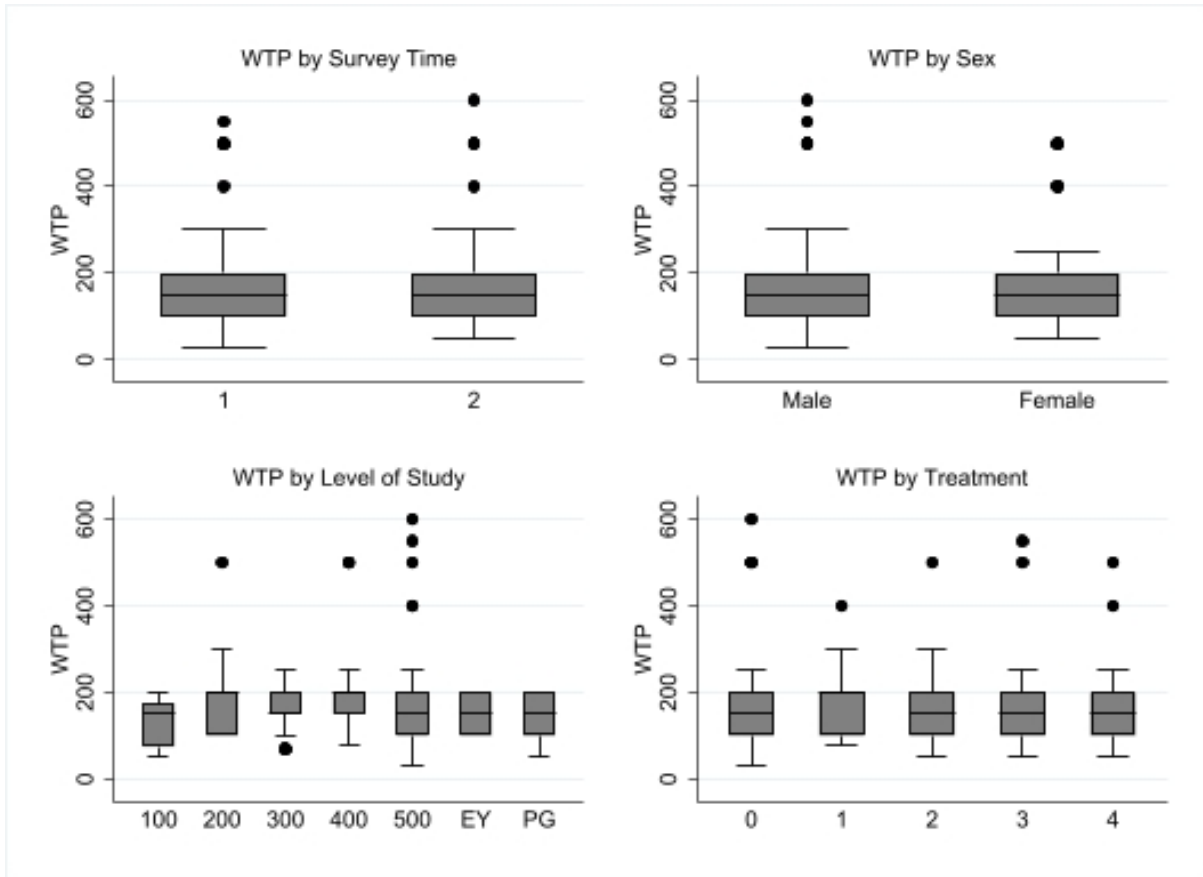 WTP by Survey Time
WTP
600
400
200
0
1 2
WTP by Sex
WTP
600
400
200
0
Male Female
WTP by Level of Study
WTP
600
400
200
0
100 200 300 400 500 EY PG
WTP by Treatment
WTP
600
400
200
0
0 1 2 3 4